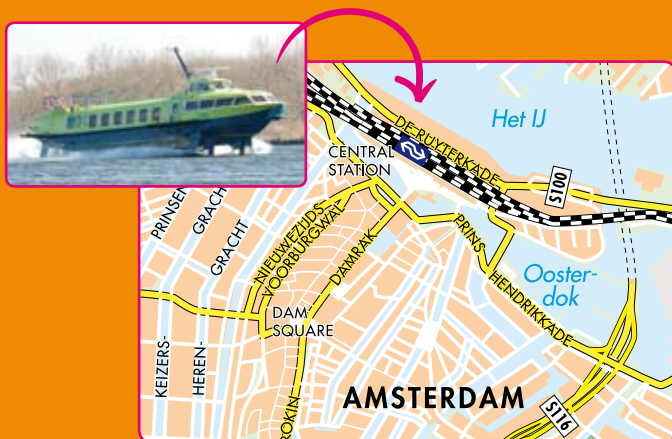 Het IJ
DE RUYTERKADE
CENTRAL
STATION
S100
PRINSEN
GRACH
GRACHT
NIEUWEZIJDS
VOORBURGWAL
DAMRAK
PRINS
HENDRIKKADE
Ooster-
dok
DAM
SQUARE
KEIZERS-
HEREN-
ROKIN
AMSTERDAM
S116